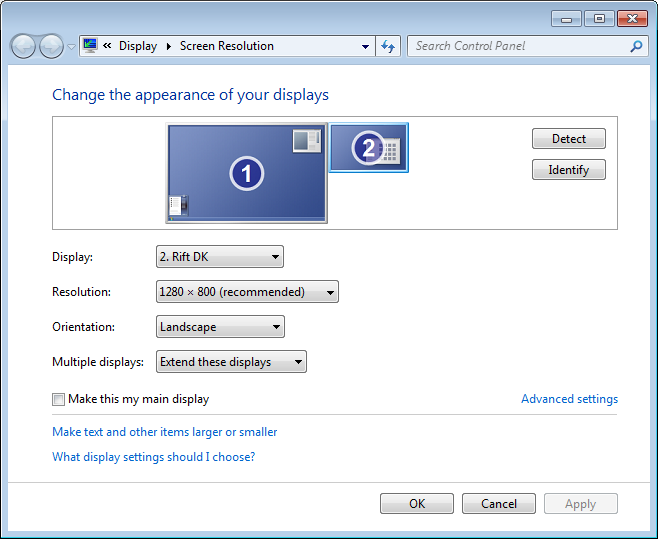 « Display Screen Resolution
Search Control Panel
Change the appearance of your displays
1
2
Detect
Identify
Display: 2. Rift DK
Resolution: 1280 × 800 (recommended)
Orientation: Landscape
Multiple displays: Extend these displays
Make this my main display
Advanced settings
Make text and other items larger or smaller
What display settings should I choose?
OK Cancel Apply